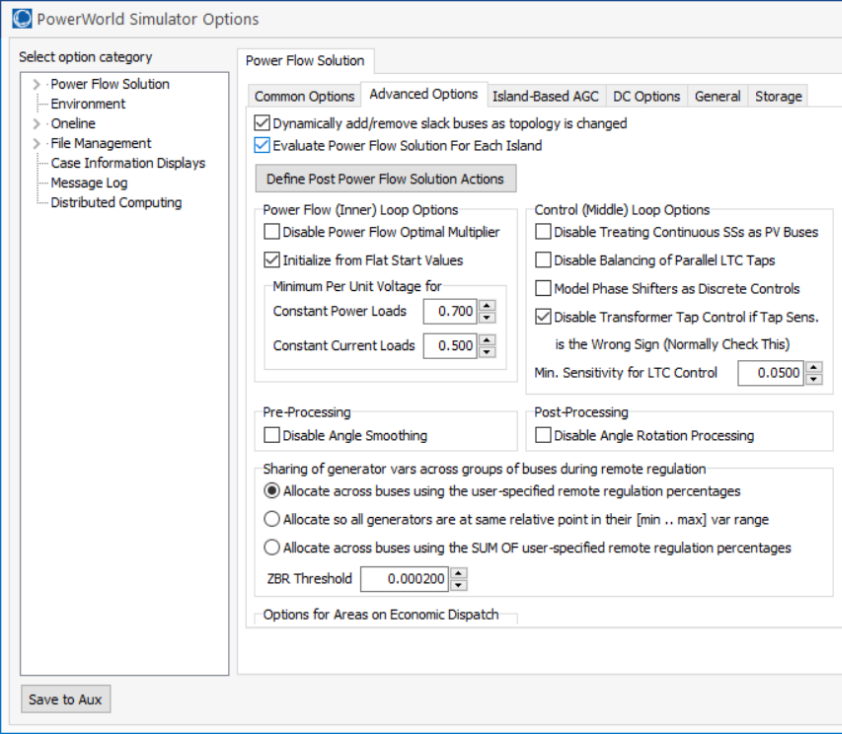 PowerWorld Simulator Options
Select option category
Power Flow Solution
Environment
Oneline
File Management
Case Information Displays
Message Log
Distributed Computing
Save to Aux
Power Flow Solution
Common Options Advanced Options Island-Based AGC DC Options General Storage
Dynamically add/remove slack buses as topology is changed
Evaluate Power Flow Solution For Each Island
Define Post Power Flow Solution Actions
Power Flow (Inner) Loop Options
Disable Power Flow Optimal Multiplier
Initialize from Flat Start Values
Minimum Per Unit Voltage for
Constant Power Loads 0.700
Constant Current Loads 0.500
Control (Middle) Loop Options
Disable Treating Continuous SSs as PV Buses
Disable Balancing of Parallel LTC Taps
Model Phase Shifters as Discrete Controls
Disable Transformer Tap Control if Tap Sens.
is the Wrong Sign (Normally Check This)
Min. Sensitivity for LTC Control 0.0500
Pre-Processing
Disable Angle Smoothing
Post-Processing
Disable Angle Rotation Processing
Sharing of generator vars across groups of buses during remote regulation
Allocate across buses using the user-specified remote regulation percentages
Allocate so all generators are at same relative point in their [min .. max] var range
Allocate across buses using the SUM OF user-specified remote regulation percentages
ZBR Threshold 0.000200
Options for Areas on Economic Dispatch